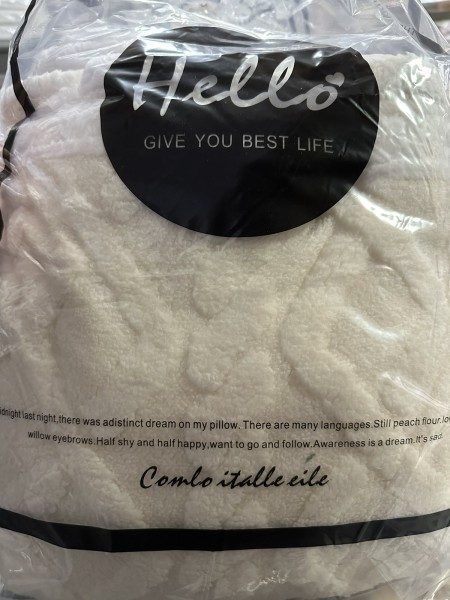 Hello
GIVE YOU BEST LIFE
idnight last night,there was adistinct dream on my pillow. There are many languages.Still peach flour.lo
willow eyebrows.Half shy and half happy,want to go and follow.Awareness is a dream.It's sad.
Comlo italle eile